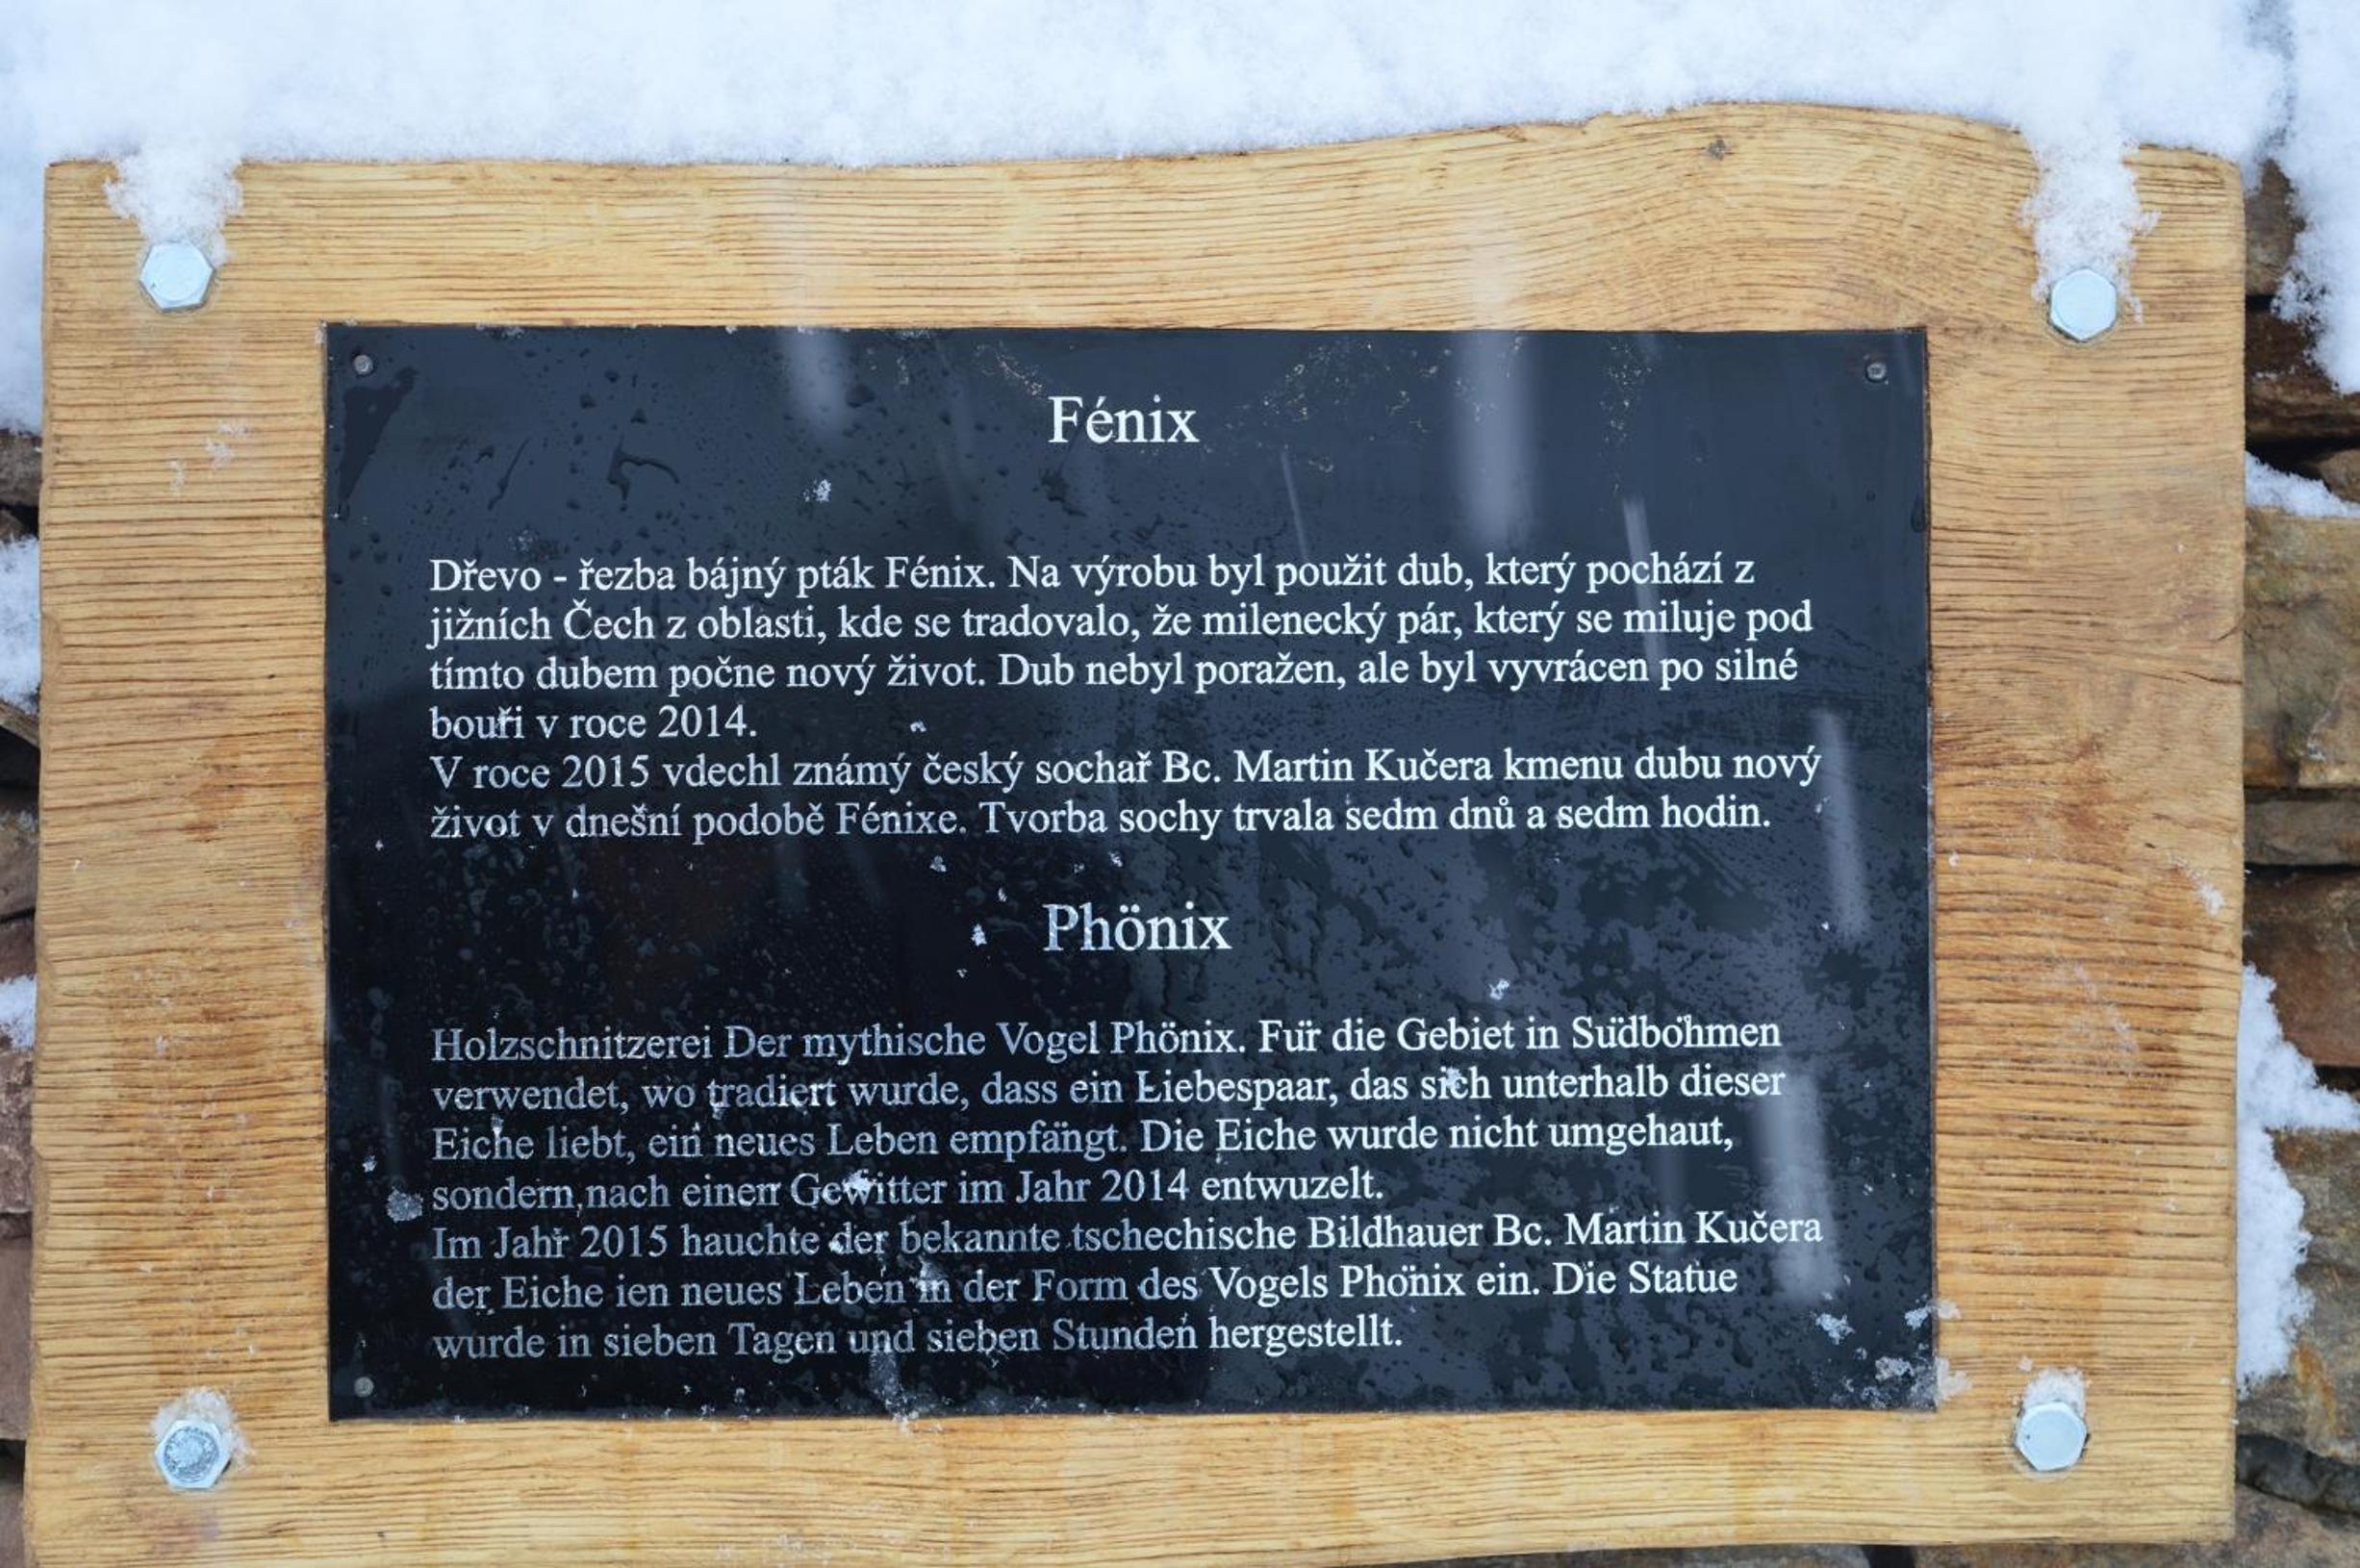 Fénix
Dřevo - řezba bájný pták Fénix. Na výrobu byl použit dub, který pochází z
jižních Čech z oblasti, kde se tradovalo, že milenecký pár, který se miluje pod
tímto dubem počne nový život. Dub nebyl poražen, ale byl vyvrácen po silné
bouři v roce 2014.
V roce 2015 vdechl známý český sochař Bc. Martin Kučera kmenu dubu nový
život v dnešní podobě Fénixe. Tvorba sochy trvala sedm dnů a sedm hodin.
Phönix
Holzschnitzerei Der mythische Vogel Phönix. Für die Gebiet in Südböhmen
verwendet, wo tradiert wurde, dass ein Liebespaar, das sich unterhalb dieser
Eiche liebt, ein neues Leben empfängt. Die Eiche wurde nicht umgehaut,
sondern nach einem Gewitter im Jahr 2014 entwuzelt.
Im Jahr 2015 hauchte der bekannte tschechische Bildhauer Bc. Martin Kučera
der Eiche ien neues Leben in der Form des Vogels Phönix ein. Die Statue
wurde in sieben Tagen und sieben Stunden hergestellt.